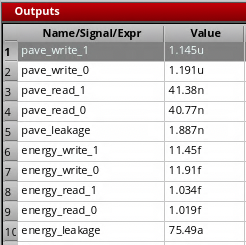 Outputs
Name/Signal/Expr Value
1 pave_write_1 1.145u
2 pave_write_0 1.191u
3 pave_read_1 41.38n
4 pave_read_0 40.77n
5 pave_leakage 1.887n
6 energy_write_1 11.45f
7 energy_write_0 11.91f
8 energy_read_1 1.034f
9 energy_read_0 1.019f
10 energy_leakage 75.49a